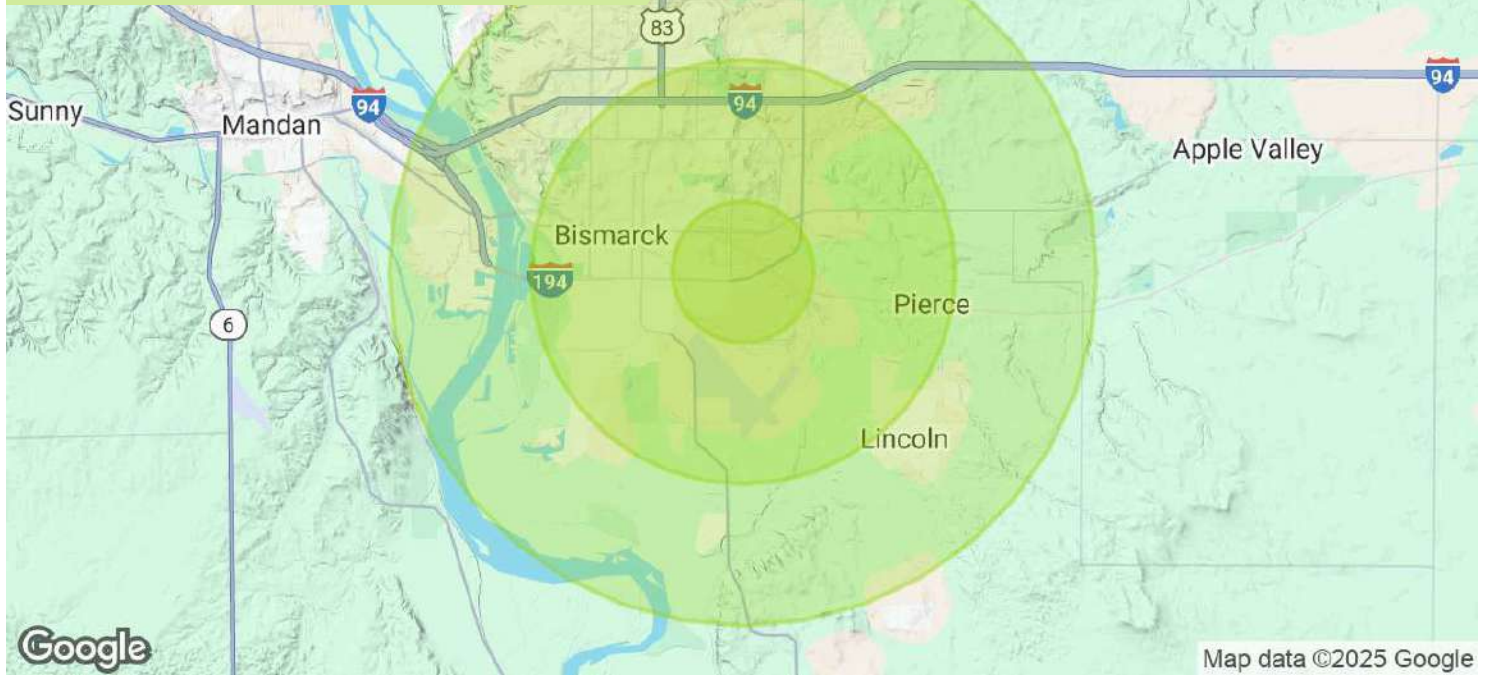 83
94
94
94
Sunny
Mandan
Apple Valley
Bismarck
194
Pierce
6
Lincoln
Google
Map data ©2025 Google